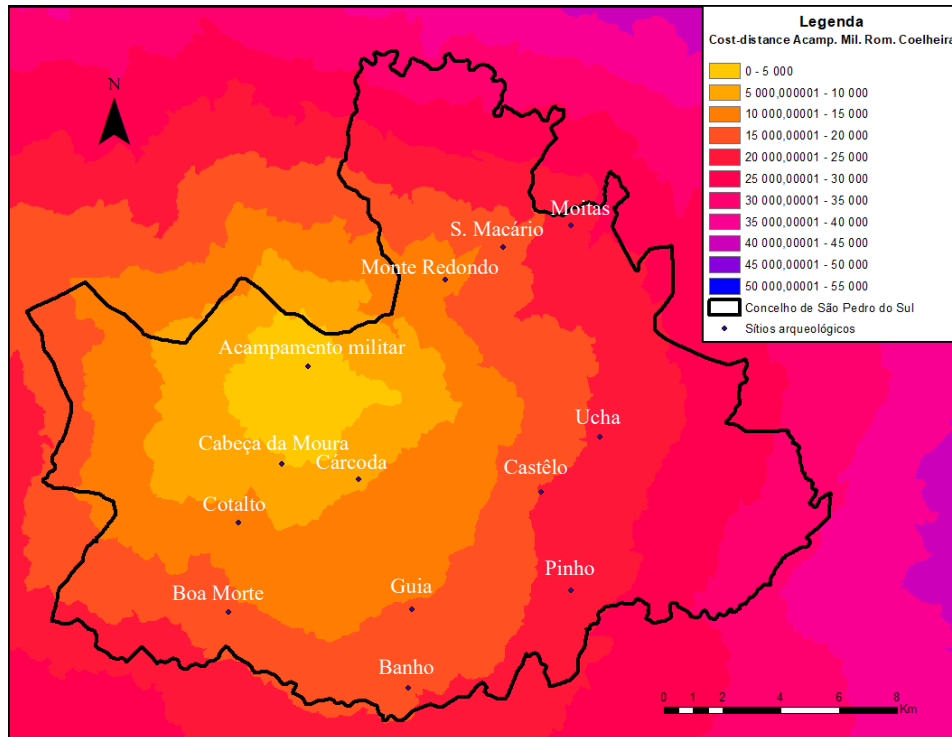 Legenda
Cost-distance Acamp. Mil. Rom. Coelheira
0 - 5 000
5 000,000001 - 10 000
10 000,00001 - 15 000
15 000,00001 - 20 000
20 000,00001 - 25 000
25 000,00001 - 30 000
30 000,00001 - 35 000
35 000,00001 - 40 000
40 000,00001 - 45 000
45 000,00001 - 50 000
50 000,00001 - 55 000
Concelho de São Pedro do Sul
Sítios arqueológicos
N
Moitas
S. Macário
Monte Redondo
Acampamento militar
Ucha
Cabeça da Moura
Cárcoda
Castêlo
Cotalto
Pinho
Boa Morte
Guia
Banho
0 1 2 4 6 8
Km